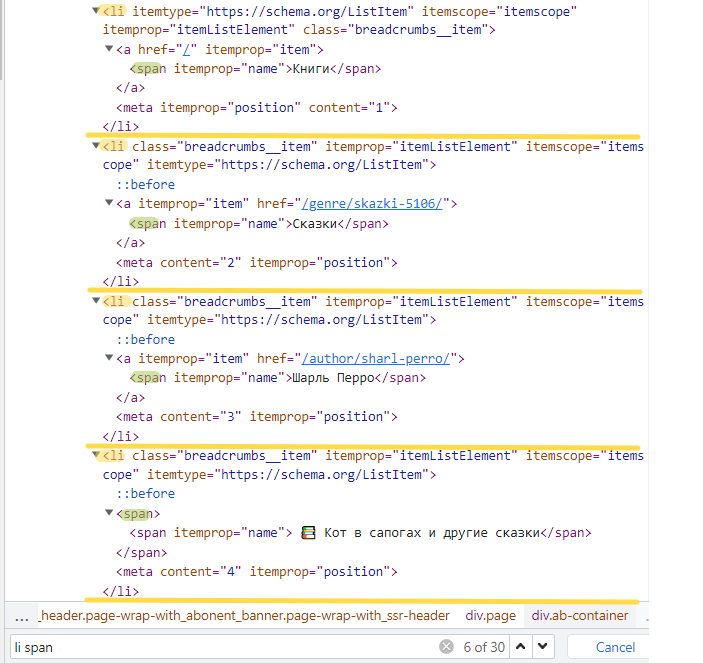 <li itemtype="https://schema.org/ListItem" itemscope="itemscope"
itemprop="itemListElement" class="breadcrumbs__item">
<a href="/" itemprop="item">
<span itemprop="name">Книги</span>
</a>
<meta itemprop="position" content="1">
</li>
<li class="breadcrumbs__item" itemprop="itemListElement" itemscope="items
cope" itemtype="https://schema.org/ListItem">
::before
<a itemprop="item" href="/genre/skazki-5106/">
<span itemprop="name">Сказки</span>
</a>
<meta content="2" itemprop="position">
</li>
<li class="breadcrumbs__item" itemprop="itemListElement" itemscope="items
cope" itemtype="https://schema.org/ListItem">
::before
<a itemprop="item" href="/author/sharl-perro/">
<span itemprop="name">Шарль Перро</span>
</a>
<meta content="3" itemprop="position">
</li>
<li class="breadcrumbs__item" itemprop="itemListElement" itemscope="items
cope" itemtype="https://schema.org/ListItem">
::before
<span>
<span itemprop="name"> 📚 Кот в сапогах и другие сказки</span>
</span>
<meta content="4" itemprop="position">
</li>
... _header.page-wrap-with_abonent_banner.page-wrap-with_ssr-header div.page div.ab-container
li span 6 of 30 Cancel